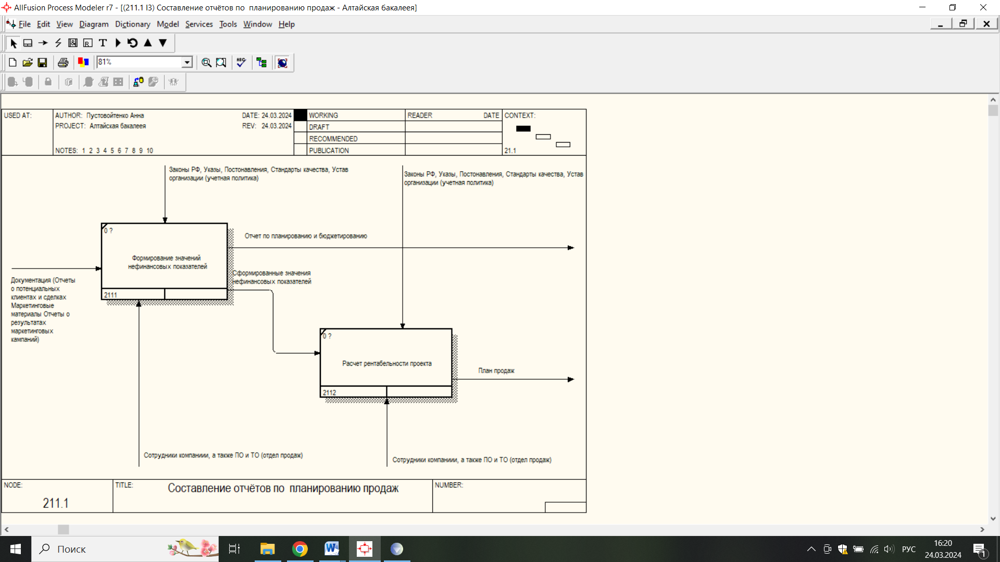 AllFusion Process Modeler r7 - [(211.1 I3) Составление отчётов по  планированию продаж - Алтайская бакалеея]
File Edit View Diagram Dictionary Model Services Tools Window Help
81%
USED AT:
AUTHOR: Пустовойтенко Анна
DATE: 24.03.2024
PROJECT: Алтайская бакалеея
REV: 24.03.2024
NOTES: 1 2 3 4 5 6 7 8 9 10
WORKING
DRAFT
RECOMMENDED
PUBLICATION
READER DATE
CONTEXT:
21.1
Законы РФ, Указы, Постонавления, Стандарты качества, Устав
организации (учетная политика)
Законы РФ, Указы, Постонавления, Стандарты качества, Устав
организации (учетная политика)
0 ?
Формирование значений
нефинансовых показателей
2111
Отчет по планированию и бюджетированию
Сформированные значения
нефинансовых показателей
Документация (Отчеты
о потенциальных
клиентах и сделках
Маркетинговые
материалы Отчеты о
результатах
маркетинговых
кампаний)
0 ?
Расчет рентабельности проекта
2112
План продаж
Сотрудники компаниии, а также ПО и ТО (отдел продаж)
Сотрудники компаниии, а также ПО и ТО (отдел продаж)
NODE:
211.1
TITLE:
Составление отчётов по  планированию продаж
NUMBER:
Поиск
РУС
16:20
24.03.2024
1